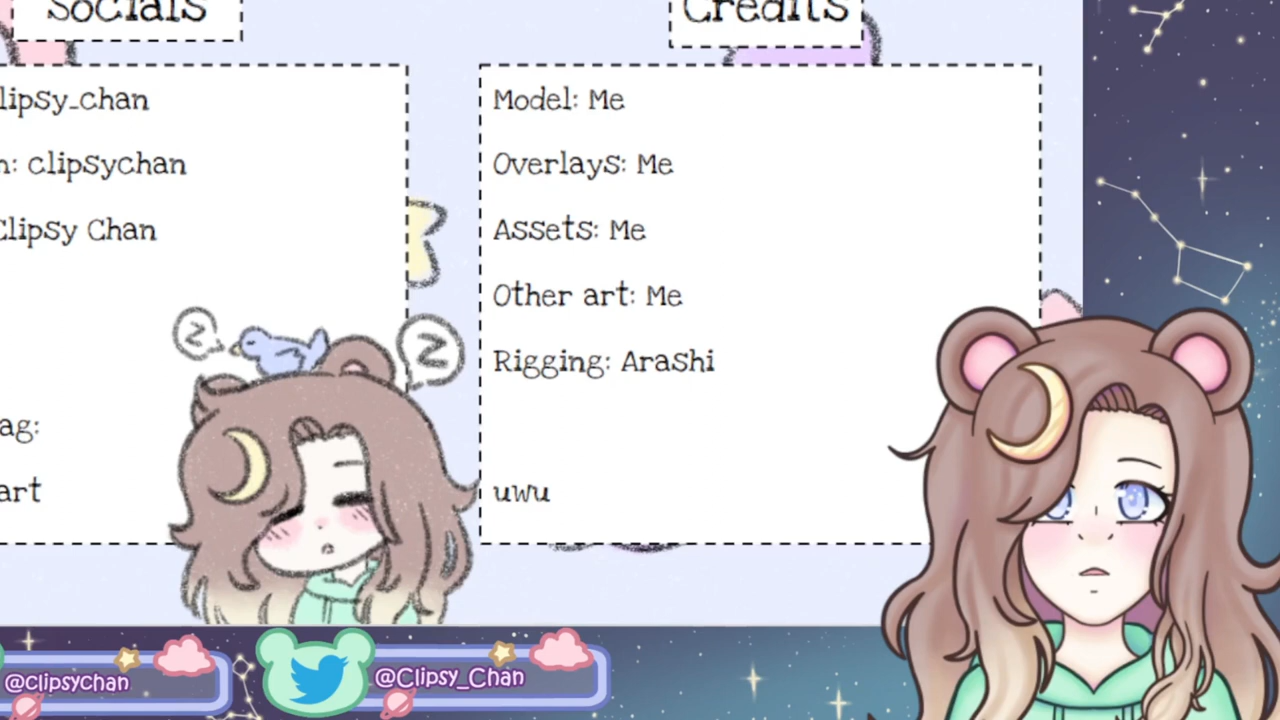 Socials
lipsy_chan
n: clipsychan
Clipsy Chan
ag:
art
Z
Z
Credits
Model: Me
Overlays: Me
Assets: Me
Other art: Me
Rigging: Arashi
uwu
@clipsychan
@Clipsy_Chan